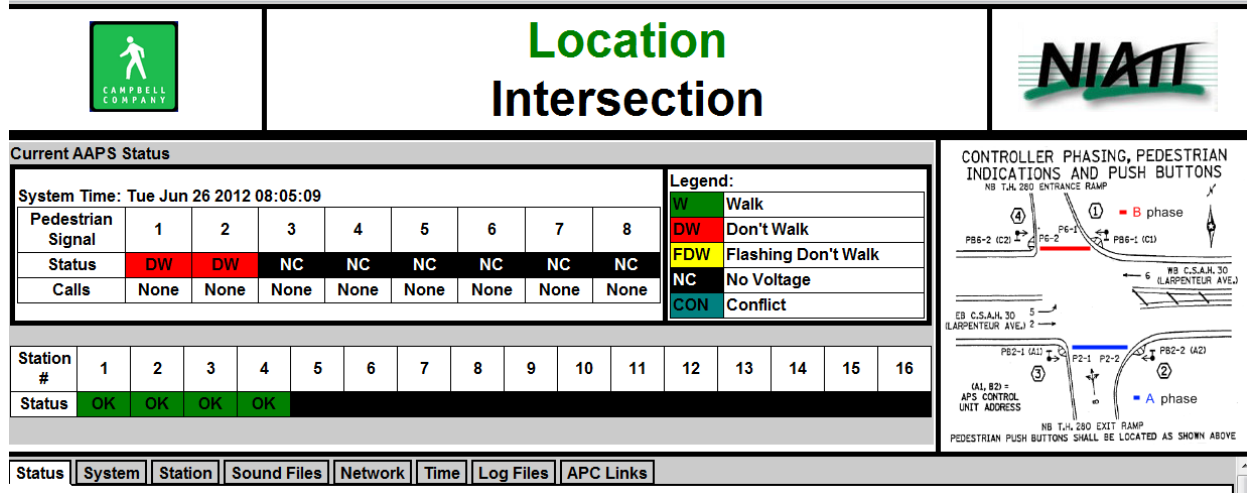 CAMPBELL
COMPANY
Location
Intersection
NIATT
Current AAPS Status
System Time: Tue Jun 26 2012 08:05:09
Pedestrian Signal 1 2 3 4 5 6 7 8
Status DW DW NC NC NC NC NC NC
Calls None None None None None None None None
Legend:
W Walk
DW Don't Walk
FDW Flashing Don't Walk
NC No Voltage
CON Conflict
Station # 1 2 3 4 5 6 7 8 9 10 11 12 13 14 15 16
Status OK OK OK OK
CONTROLLER PHASING, PEDESTRIAN
INDICATIONS AND PUSH BUTTONS
NB T.H. 280 ENTRANCE RAMP
4
1
B phase
PB6-2 (C2)
P6-2
P6-1
PB6-1 (C1)
6
WB C.S.A.H. 30
(LARPENTEUR AVE.)
EB C.S.A.H. 30 5
(LARPENTEUR AVE.) 2
PB2-1 (A1)
P2-1 P2-2
PB2-2 (A2)
3
2
(A1, B2) =
APS CONTROL
UNIT ADDRESS
A phase
NB T.H. 280 EXIT RAMP
PEDESTRIAN PUSH BUTTONS SHALL BE LOCATED AS SHOWN ABOVE
Status System Station Sound Files Network Time Log Files APC Links